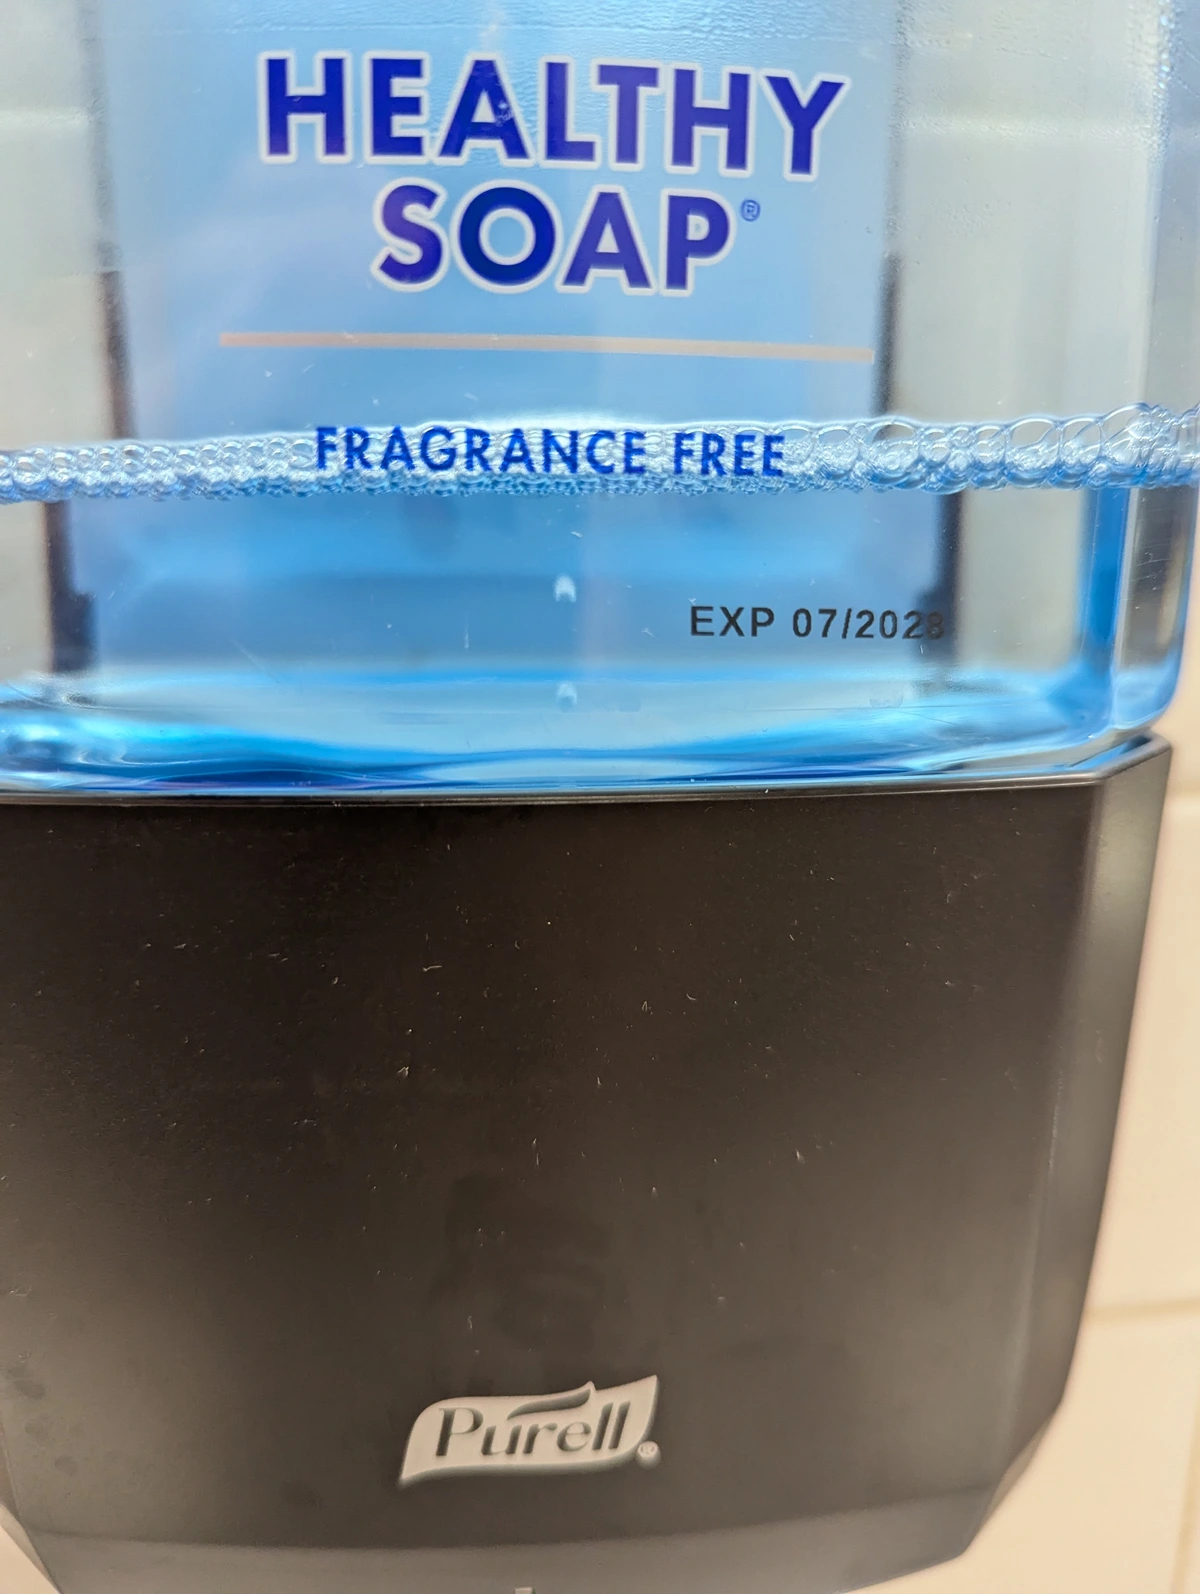 HEALTHY
SOAP®
FRAGRANCE FREE
EXP 07/2028
Purell®